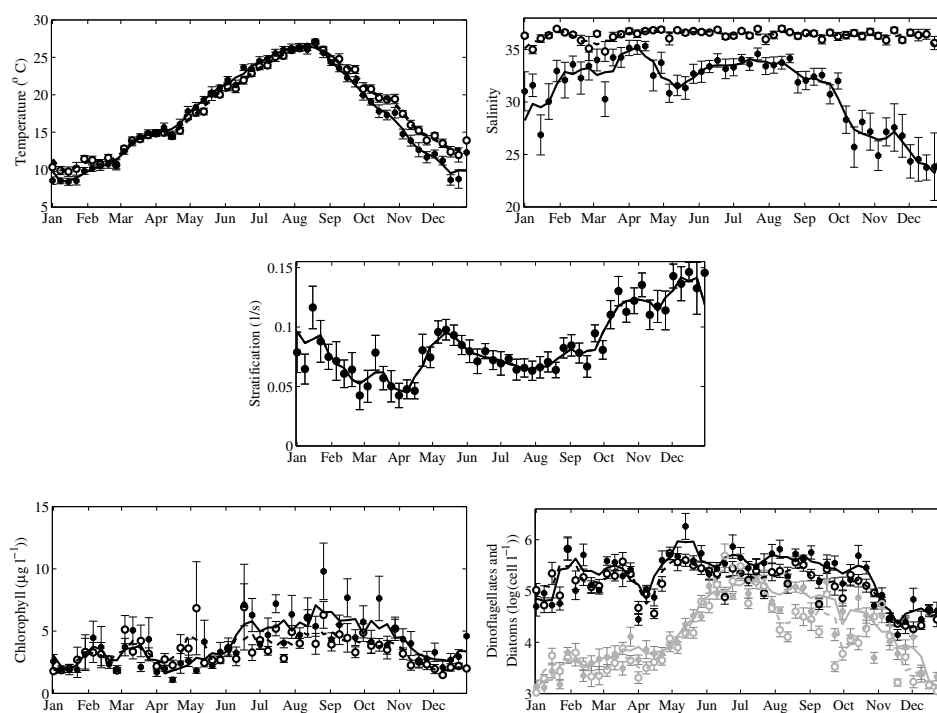 30
25
20
15
10
5
Temperature (° C)
Jan Feb Mar Apr May Jun Jul Aug Sep Oct Nov Dec
35
30
25
20
Salinity
Jan Feb Mar Apr May Jun Jul Aug Sep Oct Nov Dec
0.15
0.1
0.05
0
Stratification (1/s)
Jan Feb Mar Apr May Jun Jul Aug Sep Oct Nov Dec
15
10
5
0
Chlorophyll (µg l⁻¹))
Jan Feb Mar Apr May Jun Jul Aug Sep Oct Nov Dec
6
5
4
3
Dinoflagellates and
Diatoms (log(cell l⁻¹))
Jan Feb Mar Apr May Jun Jul Aug Sep Oct Nov Dec